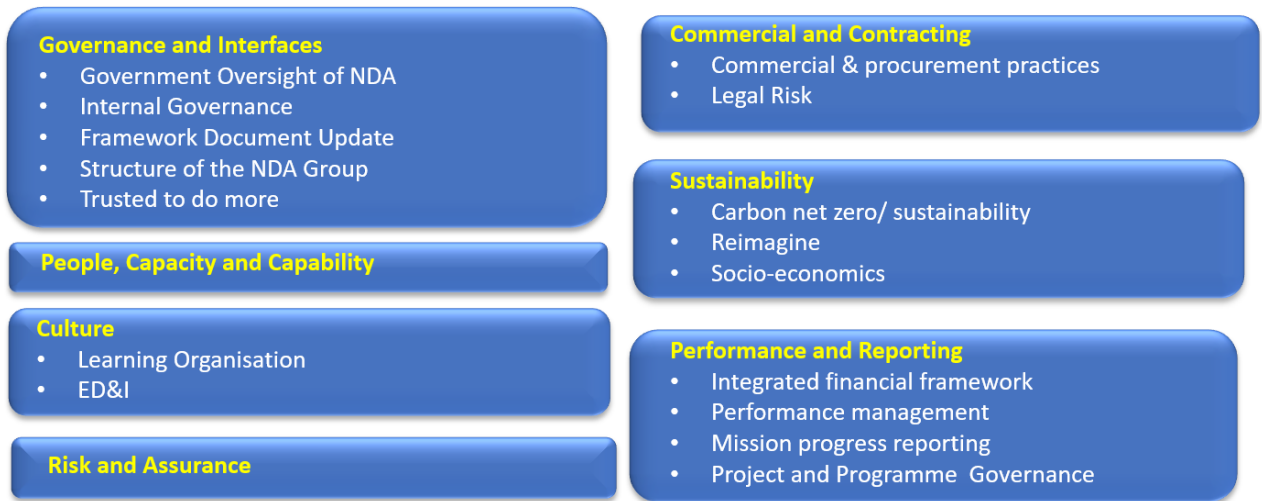 Governance and Interfaces
• Government Oversight of NDA
• Internal Governance
• Framework Document Update
• Structure of the NDA Group
• Trusted to do more
People, Capacity and Capability
Culture
• Learning Organisation
• ED&I
Risk and Assurance
Commercial and Contracting
• Commercial & procurement practices
• Legal Risk
Sustainability
• Carbon net zero/ sustainability
• Reimagine
• Socio-economics
Performance and Reporting
• Integrated financial framework
• Performance management
• Mission progress reporting
• Project and Programme  Governance